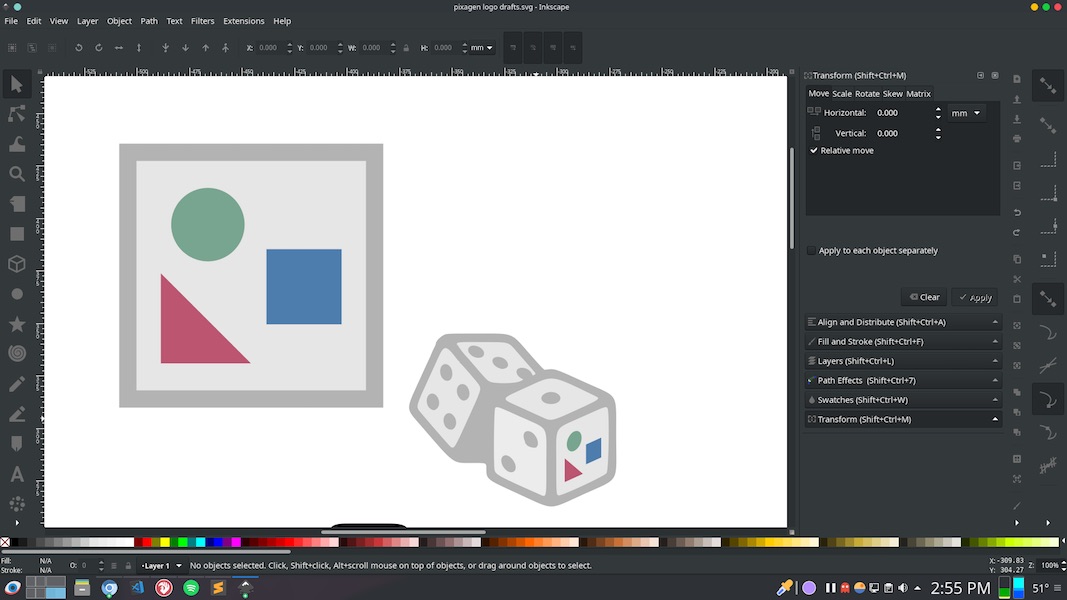 pixagen logo drafts.svg - Inkscape
File Edit View Layer Object Path Text Filters Extensions Help
X: 0.000 Y: 0.000 W: 0.000 H: 0.000 mm
Transform (Shift+Ctrl+M)
Move Scale Rotate Skew Matrix
Horizontal: 0.000 mm
Vertical: 0.000
Relative move
Apply to each object separately
Clear Apply
Align and Distribute (Shift+Ctrl+A)
Fill and Stroke (Shift+Ctrl+F)
Layers (Shift+Ctrl+L)
Path Effects (Shift+Ctrl+7)
Swatches (Shift+Ctrl+W)
Transform (Shift+Ctrl+M)
Fill: N/A
Stroke: N/A
O: 0
Layer 1
No objects selected. Click, Shift+click, Alt+scroll mouse on top of objects, or drag around objects to select.
X: -309.83
Y: 304.27
Z: 100%
2:55 PM
51°